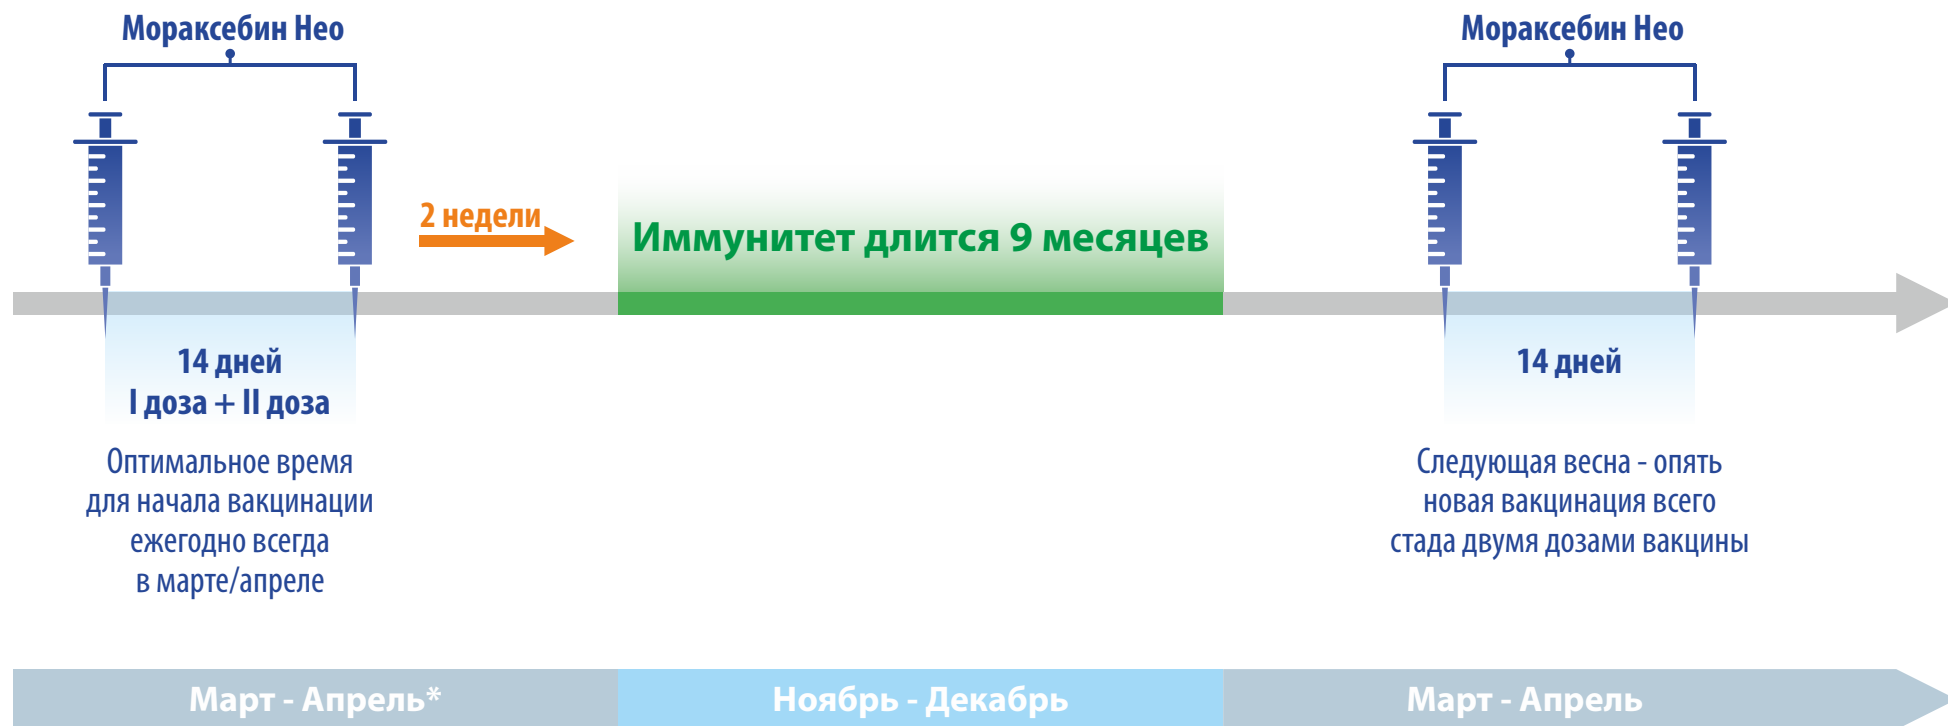 Мораксебин Нео
2 недели
14 дней
I доза + II доза
Оптимальное время
для начала вакцинации
ежегодно всегда
в марте/апреле
Иммунитет длится 9 месяцев
Мораксебин Нео
14 дней
Следующая весна - опять
новая вакцинация всего
стада двумя дозами вакцины
Март - Апрель*
Ноябрь - Декабрь
Март - Апрель